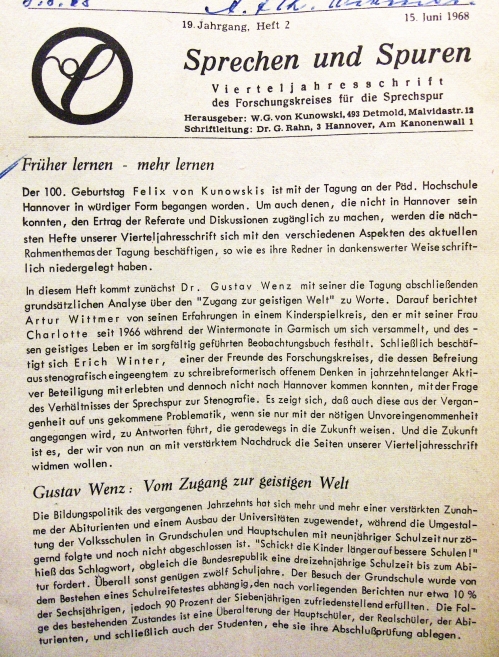 19. Jahrgang, Heft 2
15. Juni 1968
Sprechen und Spuren
Vierteljahresschrift
des Forschungskreises für die Sprechspur
Herausgeber: W.G. von Kunowski, 493 Detmold, Malvidastr. 12
Schriftleitung: Dr. G. Rahn, 3 Hannover, Am Kanonenwall 1
Früher lernen - mehr lernen
Der 100. Geburtstag Felix von Kunowskis ist mit der Tagung an der Päd. Hochschule
Hannover in würdiger Form begangen worden. Um auch denen, die nicht in Hannover sein
konnten, den Ertrag der Referate und Diskussionen zugänglich zu machen, werden die näch-
sten Hefte unserer Vierteljahresschrift sich mit den verschiedenen Aspekten des aktuellen
Rahmenthemas der Tagung beschäftigen, so wie es ihre Redner in dankenswerter Weise schrift-
lich niedergelegt haben.
In diesem Heft kommt zunächst Dr. Gustav Wenz mit seiner die Tagung abschließenden
grundsätzlichen Analyse über den "Zugang zur geistigen Welt" zu Worte. Darauf berichtet
Artur Wittmer von seinen Erfahrungen in einem Kinderspielkreis, den er mit seiner Frau
Charlotte seit 1966 während der Wintermonate in Garmisch um sich versammelt, und des-
sen geistiges Leben er im sorgfältig geführten Beobachtungsbuch festhält. Schließlich beschäf-
tigt sich Erich Winter, einer der Freunde des Forschungskreises, die dessen Befreiung
aus stenografisch eingeengtem zu schreibreformerisch offenem Denken in jahrzehntelanger Akti-
ver Beteiligung miterlebten und dennoch nicht nach Hannover kommen konnten, mit der Frage
des Verhältnisses der Sprechspur zur Stenografie. Es zeigt sich, daß auch diese aus der Vergan-
genheit auf uns gekommene Problematik, wenn sie nur mit der nötigen Unvoreingenommenheit
angegangen wird, zu Antworten führt, die geradewegs in die Zukunft weisen. Und die Zukunft
ist es, der wir von nun an mit verstärktem Nachdruck die Seiten unserer Vierteljahresschrift
widmen wollen.
Gustav Wenz: Vom Zugang zur geistigen Welt
Die Bildungspolitik des vergangenen Jahrzehnts hat sich mehr und mehr einer verstärkten Zunah-
me der Abiturienten und einem Ausbau der Universitäten zugewendet, während die Umgestal-
tung der Volksschulen in Grundschulen und Hauptschulen mit neunjähriger Schulzeit nur zö-
gernd folgte und noch nicht abgeschlossen ist. "Schickt die Kinder länger auf bessere Schulen!"
hieß das Schlagwort, obgleich die Bundesrepublik eine dreizehnjährige Schulzeit bis zum Abi-
tur fordert. Überall sonst genügen zwölf Schuljahre. Der Besuch der Grundschule wurde von
dem Bestehen eines Schulreifetestes abhängig, den nach vorliegenden Berichten nur etwa 10 %
der Sechsjährigen, jedoch 90 Prozent der Siebenjährigen zufriedenstellend erfüllten. Die Fol-
ge des bestehenden Zustandes ist eine Überalterung der Hauptschüler, der Realschüler, der Abi-
turienten, und schließlich auch der Studenten, ehe sie ihre Abschlußprüfung ablegen.